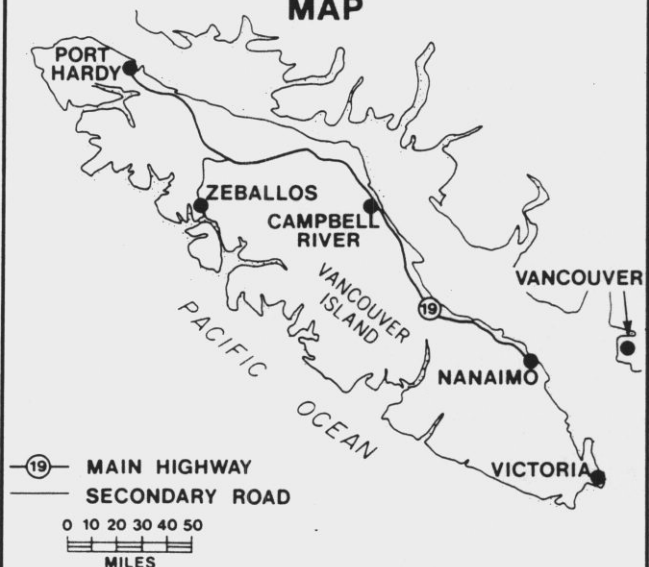 MAP
PORT
HARDY
ZEBALLOS
CAMPBELL
RIVER
VANCOUVER
ISLAND
VANCOUVER
19
PACIFIC OCEAN
NANAIMO
VICTORIA
19 MAIN HIGHWAY
SECONDARY ROAD
0 10 20 30 40 50
MILES